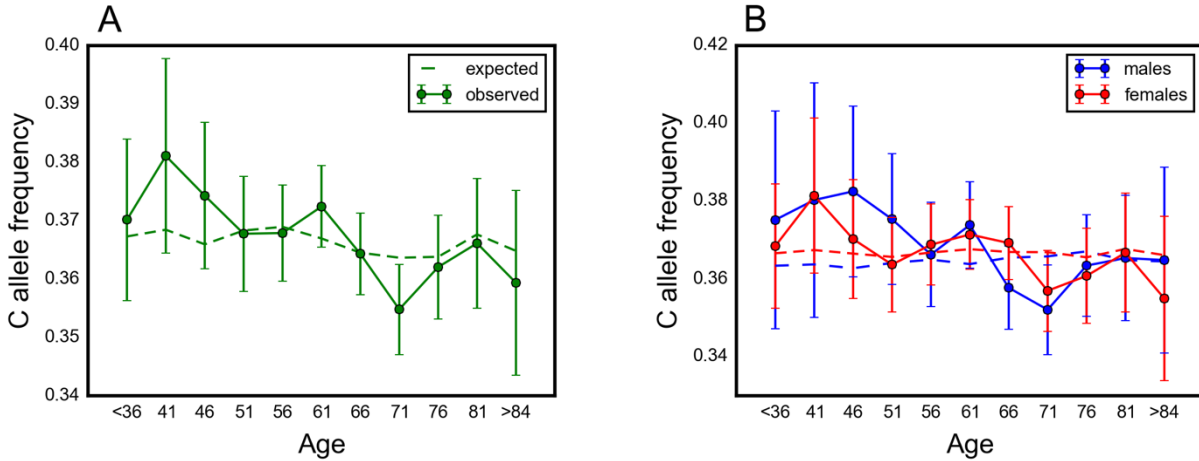 A
0.40
0.39
0.38
0.37
0.36
0.35
0.34
C allele frequency
expected
observed
<36 41 46 51 56 61 66 71 76 81 >84
Age
B
0.42
0.40
0.38
0.36
0.34
C allele frequency
males
females
<36 41 46 51 56 61 66 71 76 81 >84
Age